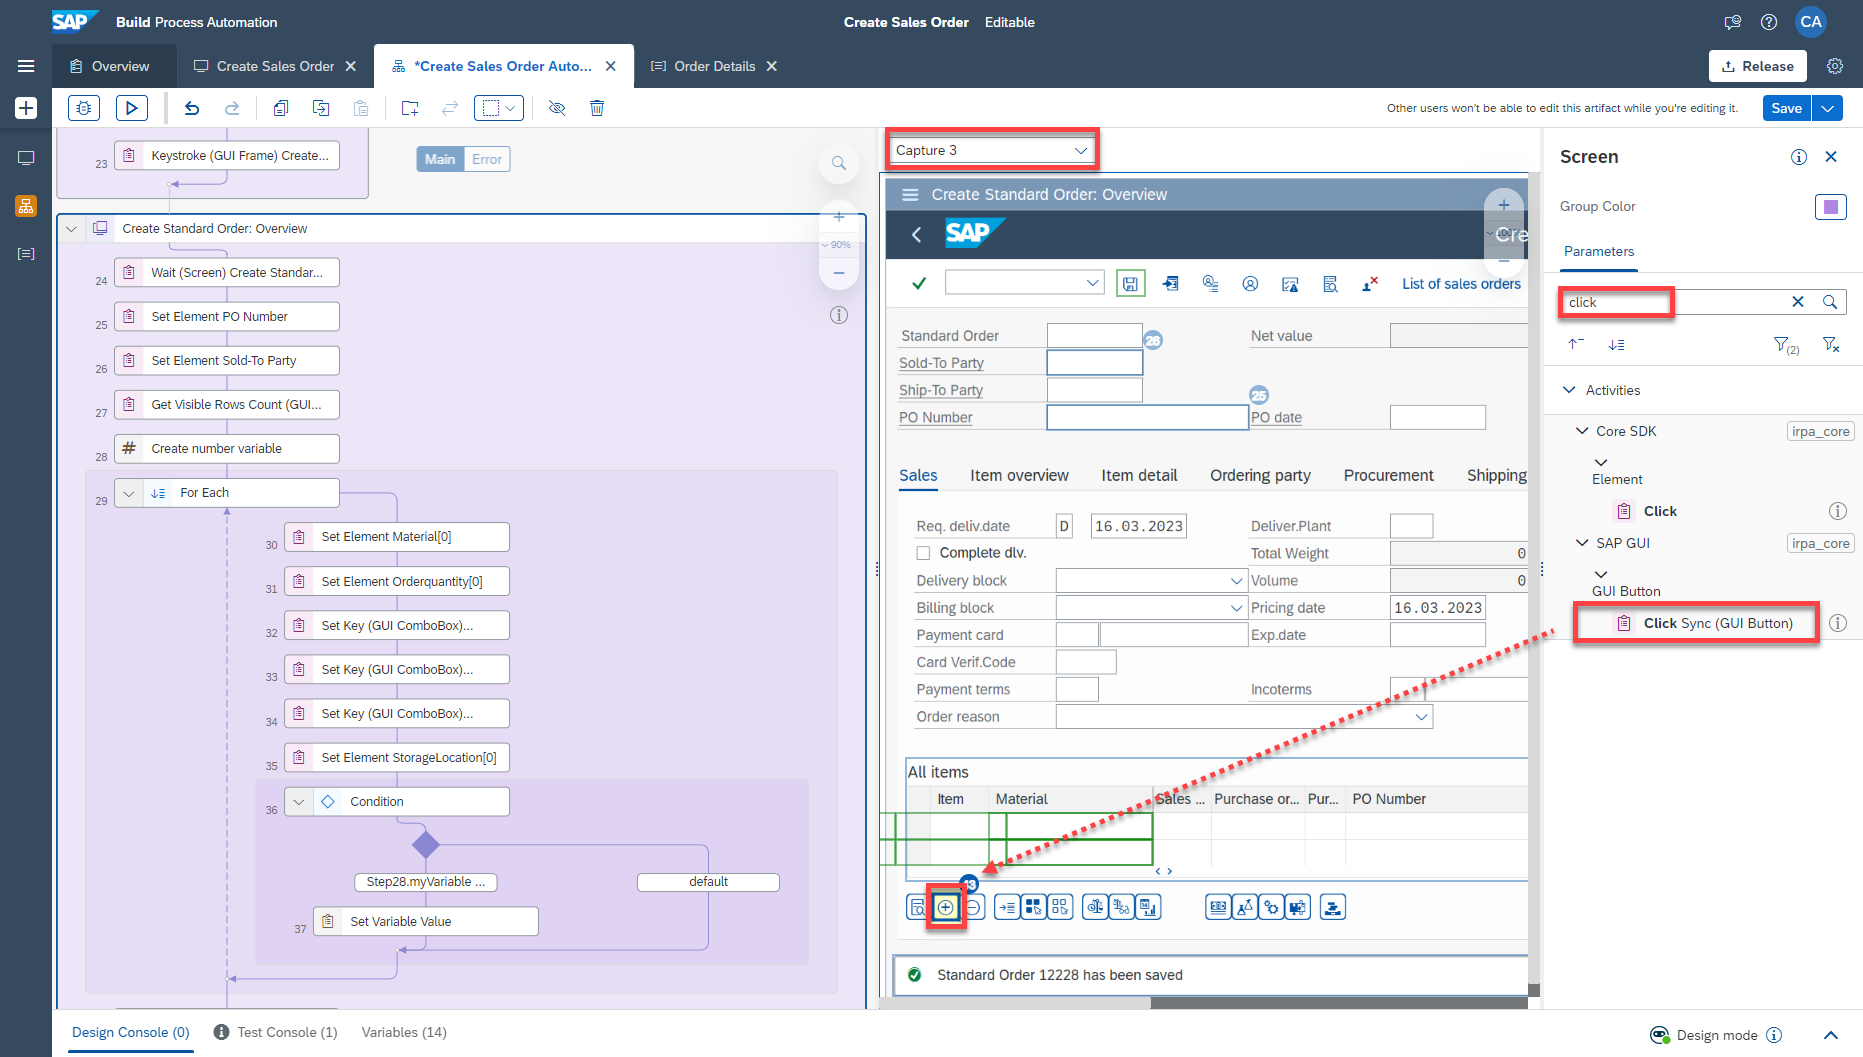 SAP Build Process Automation
Create Sales Order Editable
CA
Overview
Create Sales Order
*Create Sales Order Auto...
Order Details
Release
Other users won't be able to edit this artifact while you're editing it.
Save
23 Keystroke (GUI Frame) Create...
Main Error
Create Standard Order: Overview
90%
24 Wait (Screen) Create Standar...
25 Set Element PO Number
26 Set Element Sold-To Party
27 Get Visible Rows Count (GUI...
28 Create number variable
29 For Each
30 Set Element Material[0]
31 Set Element Orderquantity[0]
32 Set Key (GUI ComboBox)...
33 Set Key (GUI ComboBox)...
34 Set Key (GUI ComboBox)...
35 Set Element StorageLocation[0]
36 Condition
Step28.myVariable ...
default
37 Set Variable Value
Capture 3
Create Standard Order: Overview
SAP
Cre
List of sales orders
Standard Order
26
Net value
Sold-To Party
Ship-To Party
25
PO Number
PO date
Sales
Item overview
Item detail
Ordering party
Procurement
Shipping
Req. deliv.date
D
16.03.2023
Deliver.Plant
Complete dlv.
Total Weight
0
Delivery block
Volume
0
Billing block
Pricing date
16.03.2023
Payment card
Exp.date
Card Verif.Code
Payment terms
Incoterms
Order reason
All items
Item
Material
Sales ...
Purchase or...
Pur...
PO Number
Standard Order 12228 has been saved
Screen
Group Color
Parameters
click
(2)
Activities
Core SDK
irpa_core
Element
Click
SAP GUI
irpa_core
GUI Button
Click Sync (GUI Button)
Design Console (0)
Test Console (1)
Variables (14)
Design mode